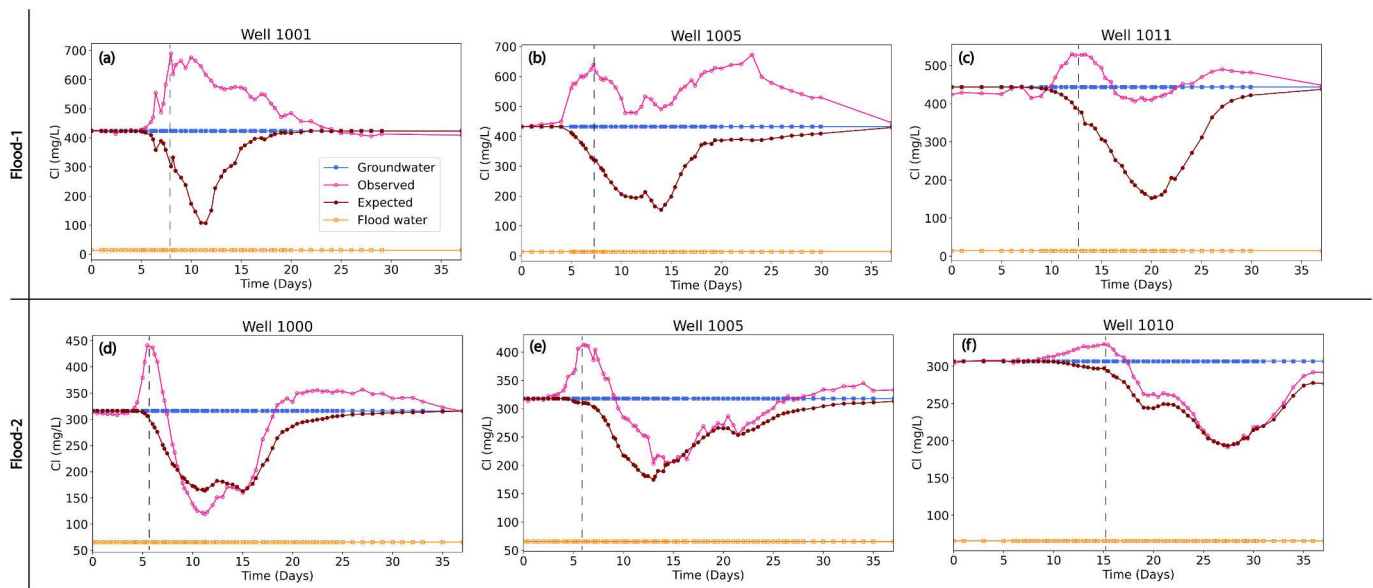 Flood-1
Well 1001
(a)
Cl (mg/L)
700
600
500
400
300
200
100
0
0 5 10 15 20 25 30 35
Time (Days)
Groundwater
Observed
Expected
Flood water
Well 1005
(b)
Cl (mg/L)
700
600
500
400
300
200
100
0
0 5 10 15 20 25 30 35
Time (Days)
Well 1011
(c)
Cl (mg/L)
500
400
300
200
100
0
0 5 10 15 20 25 30 35
Time (Days)
Flood-2
Well 1000
(d)
Cl (mg/L)
450
400
350
300
250
200
150
100
50
0 5 10 15 20 25 30 35
Time (Days)
Well 1005
(e)
Cl (mg/L)
400
350
300
250
200
150
100
50
0 5 10 15 20 25 30 35
Time (Days)
Well 1010
(f)
Cl (mg/L)
300
250
200
150
100
0 5 10 15 20 25 30 35
Time (Days)